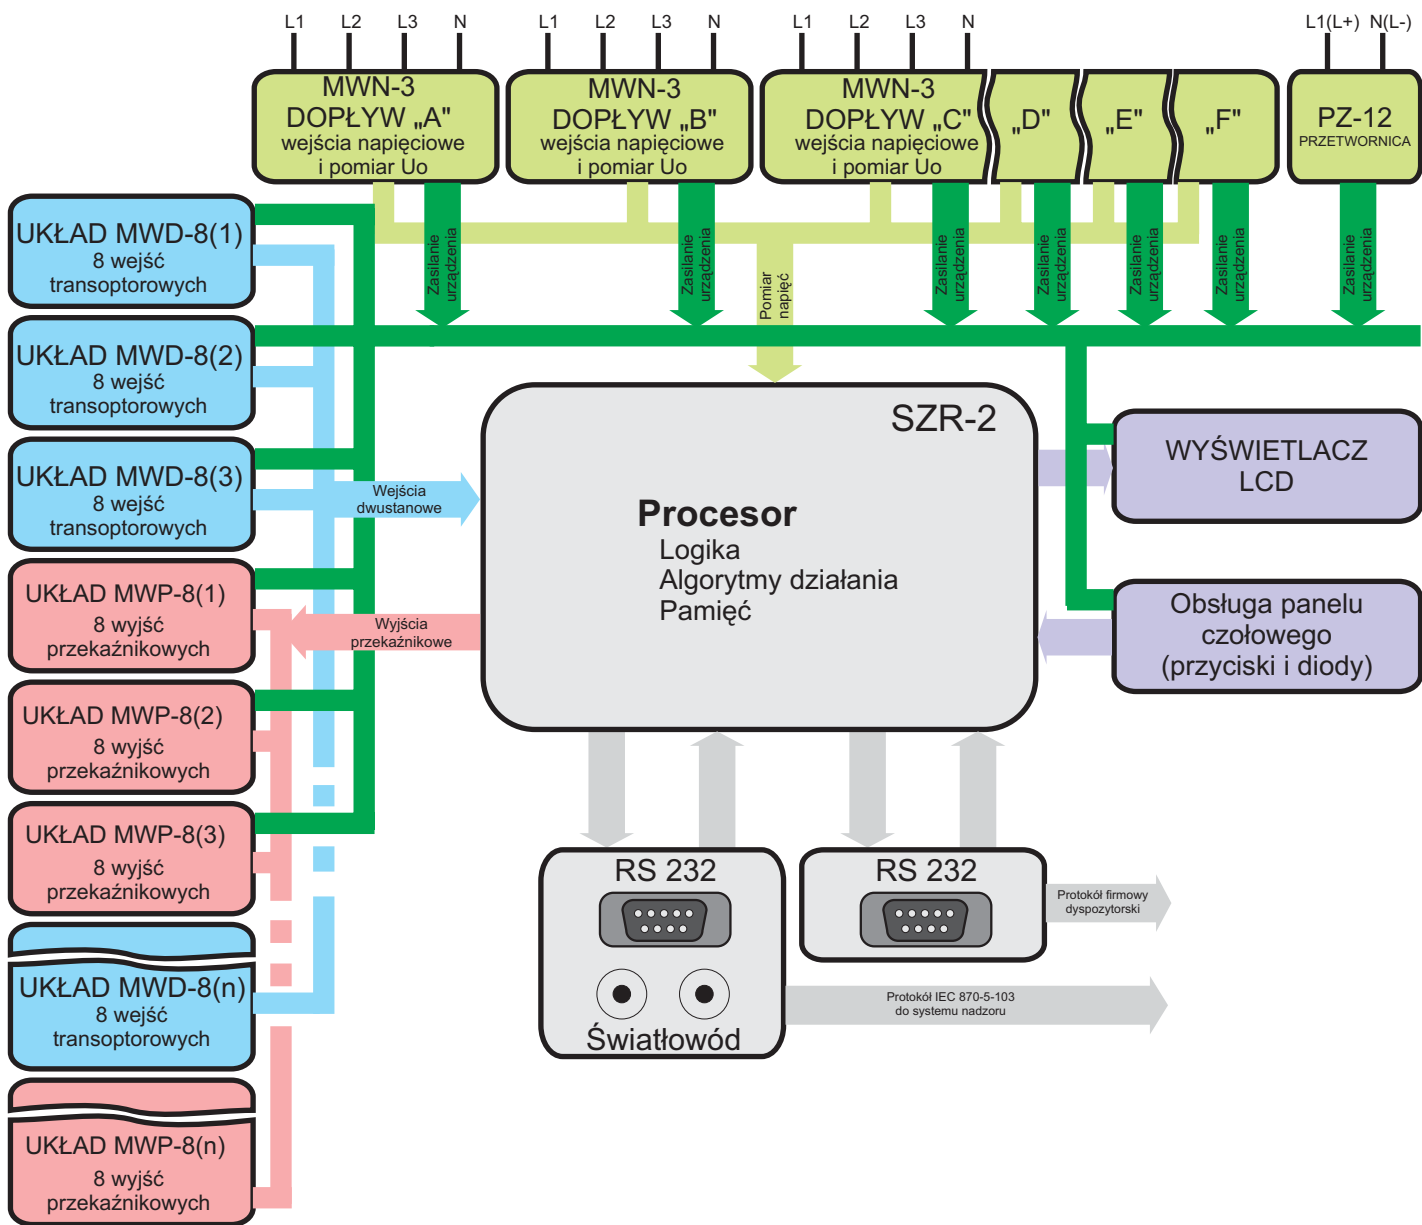 L1 L2 L3 N
L1 L2 L3 N
L1 L2 L3 N
L1(L+) N(L-)
MWN-3
DOPŁYW „A"
wejścia napięciowe
i pomiar Uo
MWN-3
DOPŁYW „B"
wejścia napięciowe
i pomiar Uo
MWN-3
DOPŁYW „C"
wejścia napięciowe
i pomiar Uo
„D"
„E"
„F"
PZ-12
PRZETWORNICA
Zasilanie
urządzenia
Zasilanie
urządzenia
Zasilanie
urządzenia
Zasilanie
urządzenia
Zasilanie
urządzenia
Zasilanie
urządzenia
Zasilanie
urządzenia
Pomiar
napięć
UKŁAD MWD-8(1)
8 wejść
transoptorowych
UKŁAD MWD-8(2)
8 wejść
transoptorowych
UKŁAD MWD-8(3)
8 wejść
transoptorowych
UKŁAD MWP-8(1)
8 wyjść
przekaźnikowych
UKŁAD MWP-8(2)
8 wyjść
przekaźnikowych
UKŁAD MWP-8(3)
8 wyjść
przekaźnikowych
UKŁAD MWD-8(n)
8 wejść
transoptorowych
UKŁAD MWP-8(n)
8 wyjść
przekaźnikowych
Wejścia
dwustanowe
Wyjścia
przekaźnikowe
SZR-2
Procesor
Logika
Algorytmy działania
Pamięć
WYŚWIETLACZ
LCD
Obsługa panelu
czołowego
(przyciski i diody)
RS 232
Światłowód
RS 232
Protokół firmowy
dyspozytorski
Protokół IEC 870-5-103
do systemu nadzoru